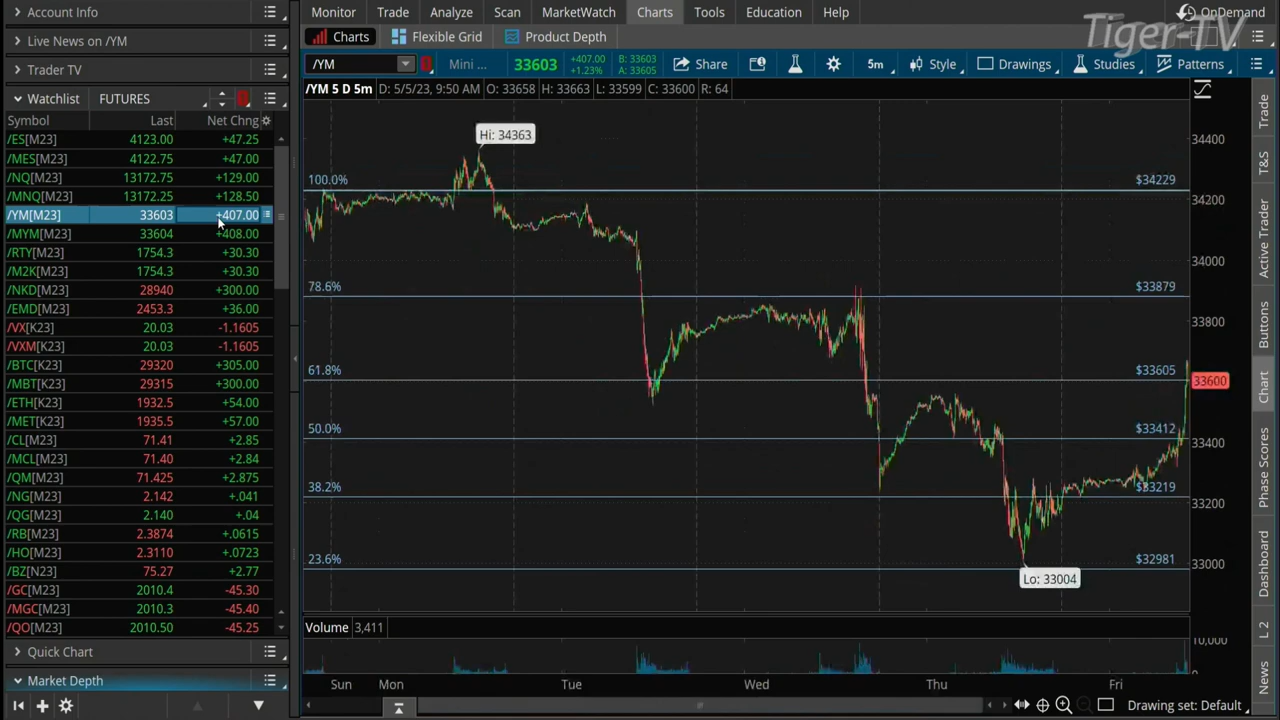 Account Info
Live News on /YM
Trader TV
Watchlist FUTURES
Symbol Last Net Chng
/ES[M23] 4123.00 +47.25
/MES[M23] 4122.75 +47.00
/NQ[M23] 13172.75 +129.00
/MNQ[M23] 13172.25 +128.50
/YM[M23] 33603 +407.00
/MYM[M23] 33604 +408.00
/RTY[M23] 1754.3 +30.30
/M2K[M23] 1754.3 +30.30
/NKD[M23] 28940 +300.00
/EMD[M23] 2453.3 +36.00
/VX[K23] 20.03 -1.1605
/VXM[K23] 20.03 -1.1605
/BTC[K23] 29320 +305.00
/MBT[K23] 29315 +300.00
/ETH[K23] 1932.5 +54.00
/MET[K23] 1935.5 +57.00
/CL[M23] 71.41 +2.85
/MCL[M23] 71.40 +2.84
/QM[M23] 71.425 +2.875
/NG[M23] 2.142 +.041
/QG[M23] 2.140 +.04
/RB[M23] 2.3874 +.0615
/HO[M23] 2.3110 +.0723
/BZ[N23] 75.27 +2.77
/GC[M23] 2010.4 -45.30
/MGC[M23] 2010.3 -45.40
/QO[M23] 2010.50 -45.25
Quick Chart
Market Depth
Monitor Trade Analyze Scan MarketWatch Charts Tools Education Help OnDemand
Tiger-TV
Charts Flexible Grid Product Depth
/YM Mini ... 33603 +407.00 +1.23% B: 33603 A: 33605 Share 5m Style Drawings Studies Patterns
/YM 5 D 5m D: 5/5/23, 9:50 AM O: 33658 H: 33663 L: 33599 C: 33600 R: 64
Hi: 34363
34400
100.0% $34229
34200
34000
78.6% $33879
33800
61.8% $33605
33600
50.0% $33412
33400
38.2% $33219
33200
23.6% $32981
33000
Lo: 33004
Volume 3,411
10,000
Sun Mon Tue Wed Thu Fri
Drawing set: Default
Trade
T&S
Active Trader
Buttons
Chart
Phase Scores
Dashboard
L 2
News